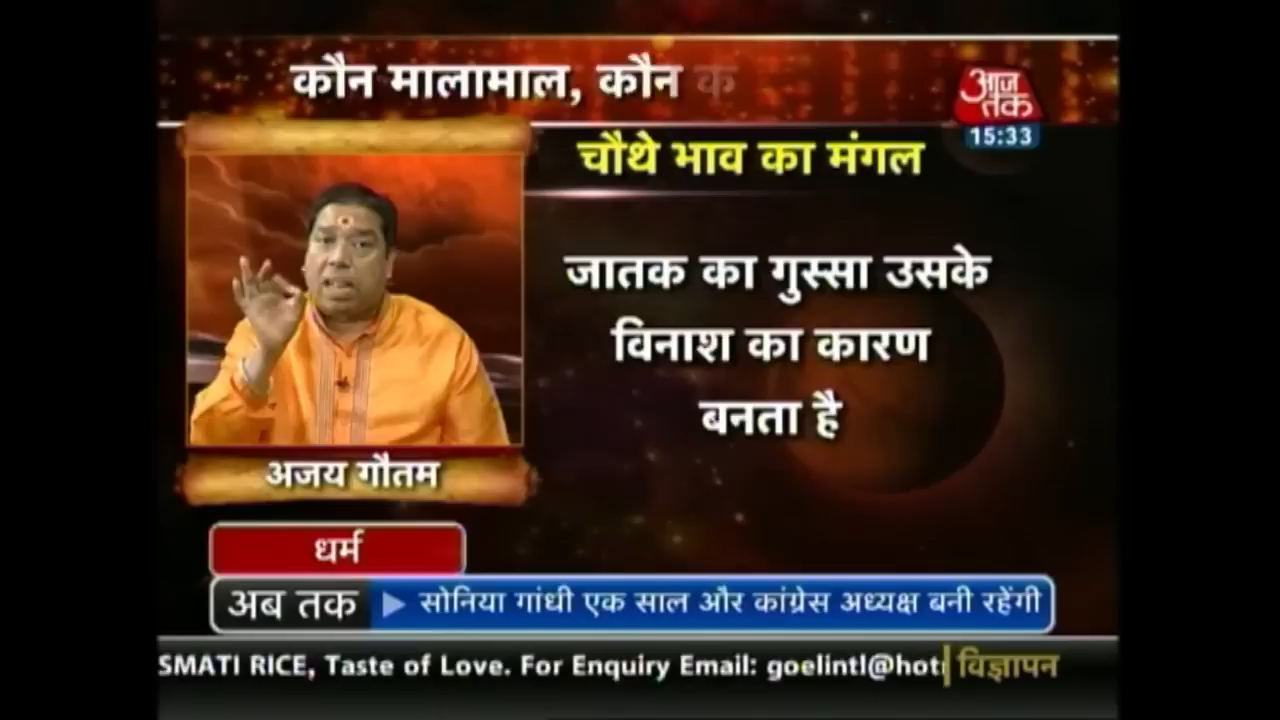 कौन मालामाल, कौन क
आज तक
15:33
चौथे भाव का मंगल
जातक का गुस्सा उसके
विनाश का कारण
बनता है
अजय गौतम
धर्म
अब तक
सोनिया गांधी एक साल और कांग्रेस अध्यक्ष बनी रहेंगी
SMATI RICE, Taste of Love. For Enquiry Email: goelintl@hot
विज्ञापन